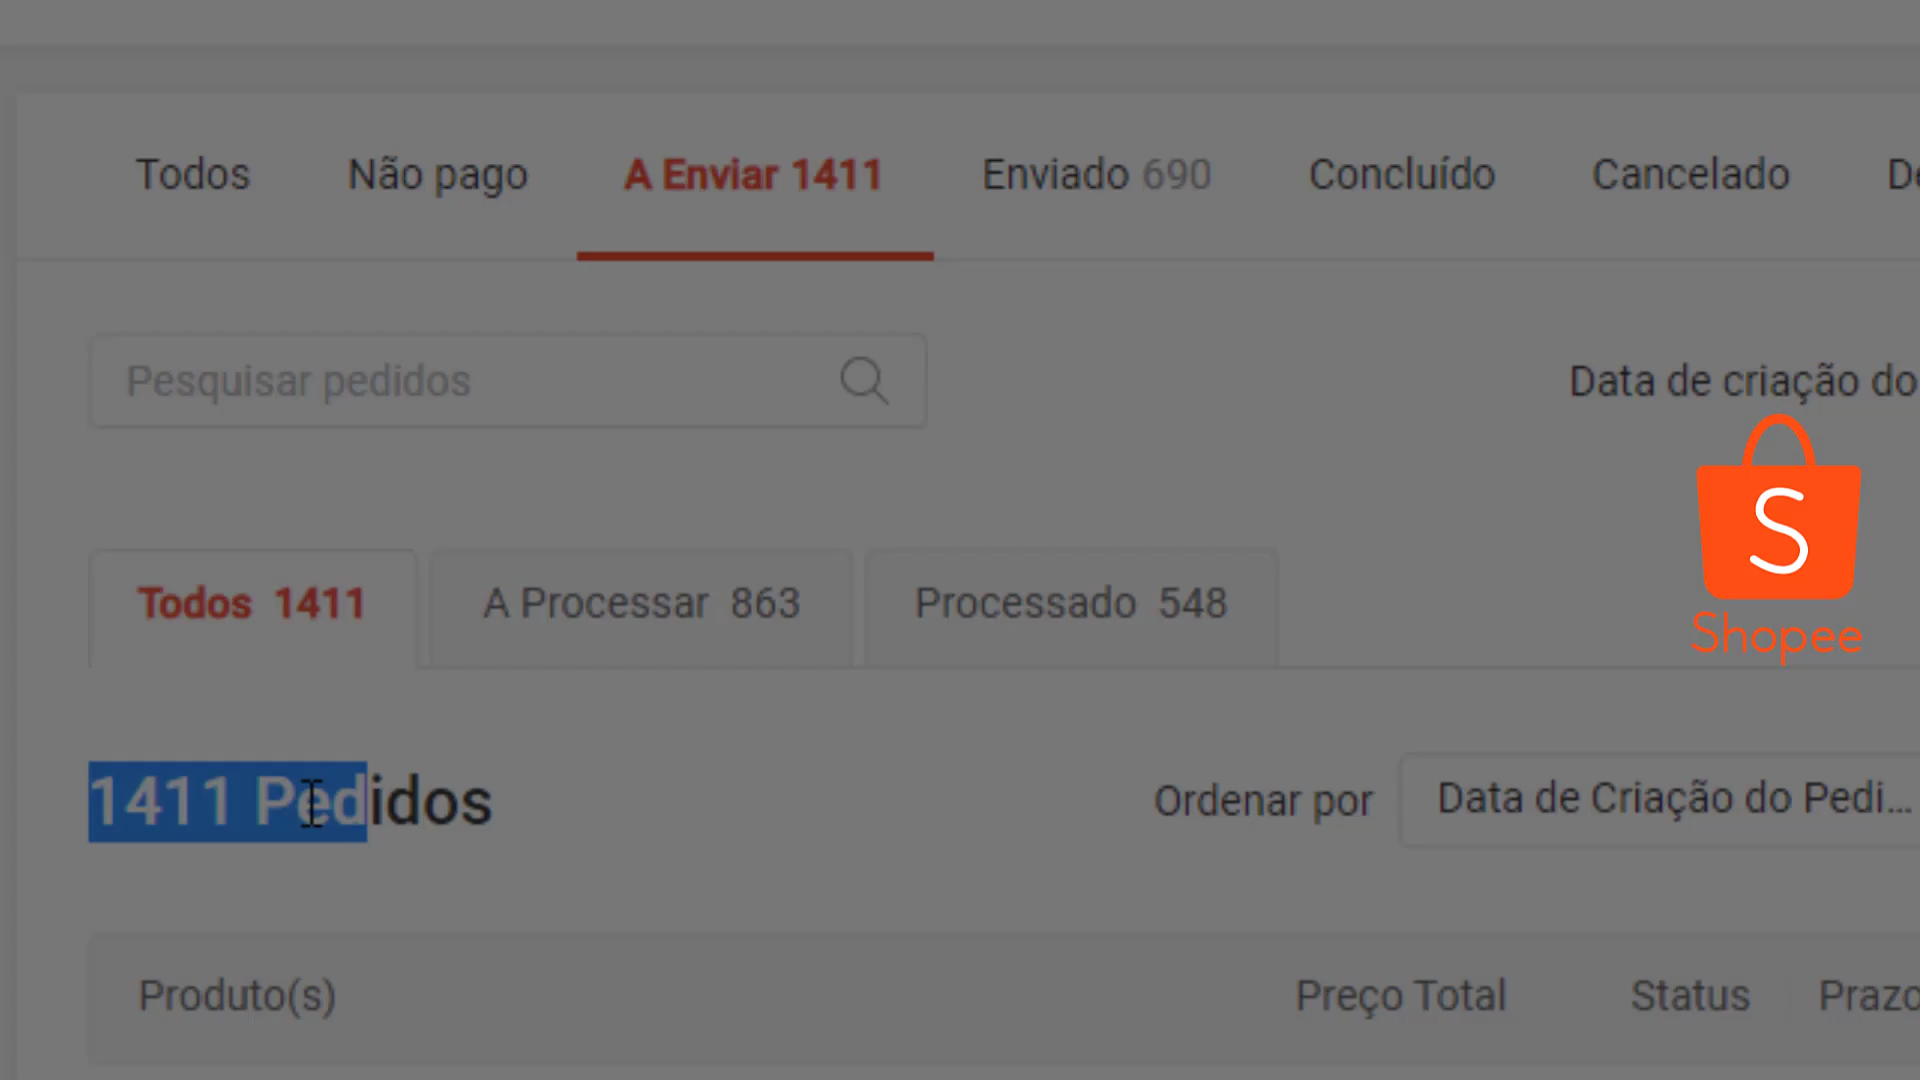 Todos Não pago A Enviar 1411 Enviado 690 Concluído Cancelado
Pesquisar pedidos Data de criação do
S
Shopee
Todos 1411 A Processar 863 Processado 548
1411 Pedidos Ordenar por Data de Criação do Pedi...
Produto(s) Preço Total Status Prazo